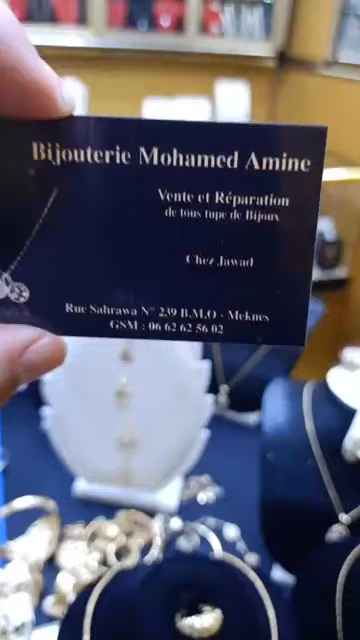 Bijouterie Mohamed Amine
Vente et Réparation
de tous tupe de Bijoux
Chez Jawad
Rue Sahrawa N° 239 B.M.O - Meknes
GSM : 06 62 62 56 02